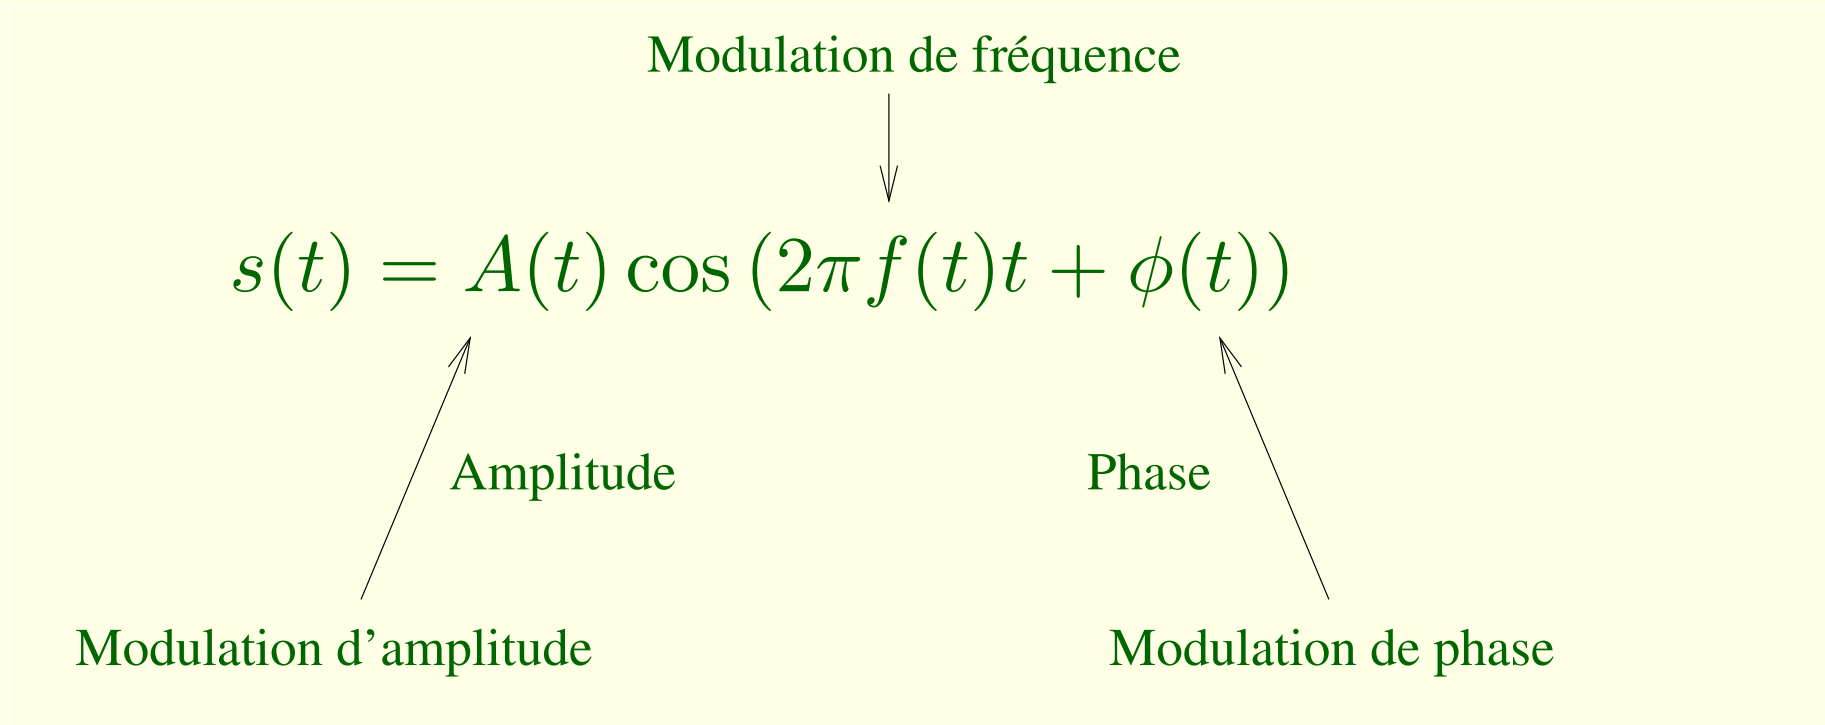 Modulation de fréquence
s(t) = A(t) cos (2πf(t)t + ϕ(t))
Amplitude
Phase
Modulation d’amplitude
Modulation de phase